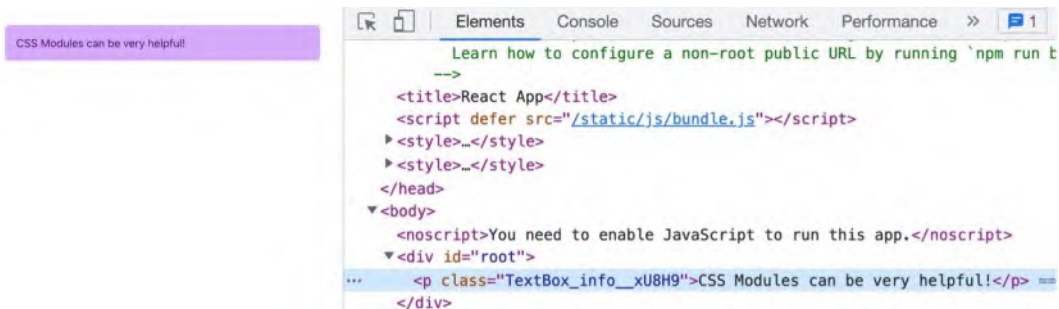 CSS Modules can be very helpful!
Elements Console Sources Network Performance » 1
Learn how to configure a non-root public URL by running `npm run b
-->
<title>React App</title>
<script defer src="/static/js/bundle.js"></script>
▶<style>…</style>
▶<style>…</style>
</head>
▼<body>
<noscript>You need to enable JavaScript to run this app.</noscript>
▼<div id="root">
… <p class="TextBox_info__xU8H9">CSS Modules can be very helpful!</p> ==
</div>